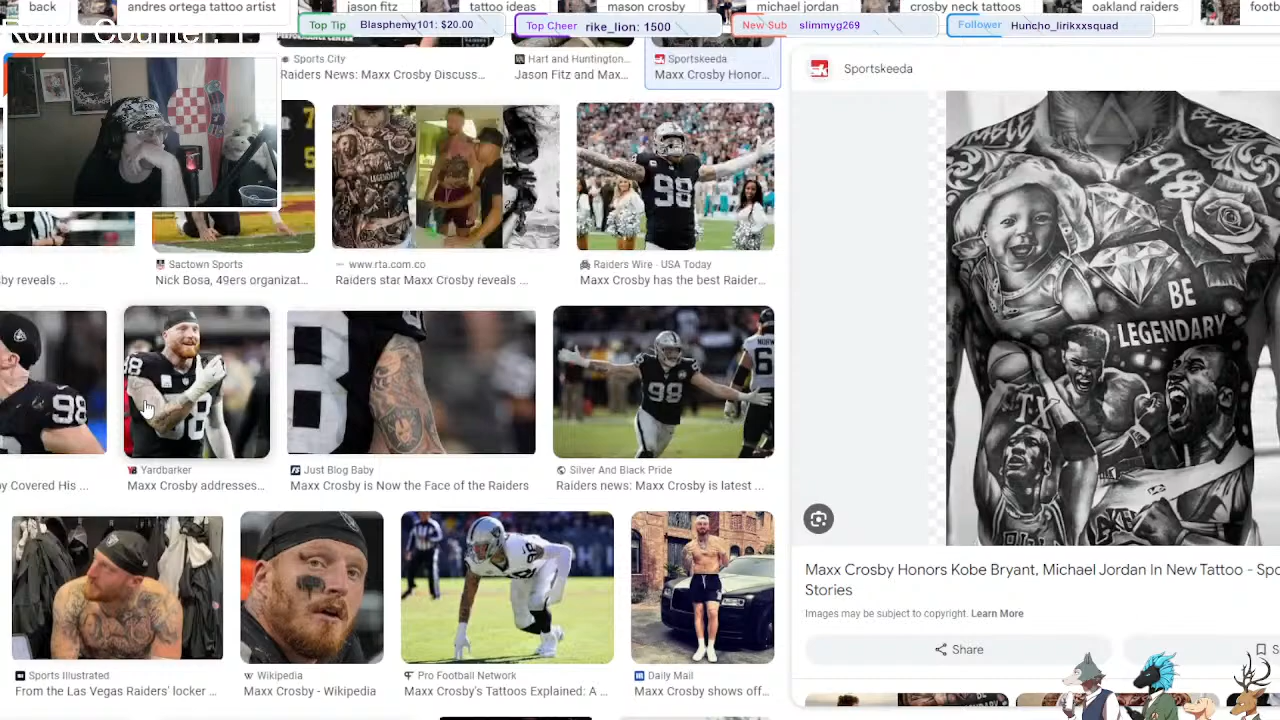 back
andres ortega tattoo artist
jason fitz
tattoo ideas
mason crosby
michael jordan
crosby neck tattoos
oakland raiders
footb
Top Tip Blasphemy101: $20.00
Top Cheer rike_lion: 1500
New Sub slimmyg269
Follower Huncho_lirikxxsquad
Sports City
Raiders News: Maxx Crosby Discuss...
Hart and Huntington...
Jason Fitz and Max...
Sportskeeda
Maxx Crosby Honor...
Sportskeeda
by reveals ...
Sactown Sports
Nick Bosa, 49ers organizat...
www.rta.com.co
Raiders star Maxx Crosby reveals ...
Raiders Wire · USA Today
Maxx Crosby has the best Raider...
98
BE
LEGENDARY
TX
98
98
98
by Covered His ...
Yardbarker
Maxx Crosby addresses...
Just Blog Baby
Maxx Crosby is Now the Face of the Raiders
Silver And Black Pride
Raiders news: Maxx Crosby is latest ...
Sports Illustrated
From the Las Vegas Raiders' locker ...
Wikipedia
Maxx Crosby - Wikipedia
Pro Football Network
Maxx Crosby's Tattoos Explained: A ...
Daily Mail
Maxx Crosby shows off...
Maxx Crosby Honors Kobe Bryant, Michael Jordan In New Tattoo - Spo
Stories
Images may be subject to copyright. Learn More
Share
S